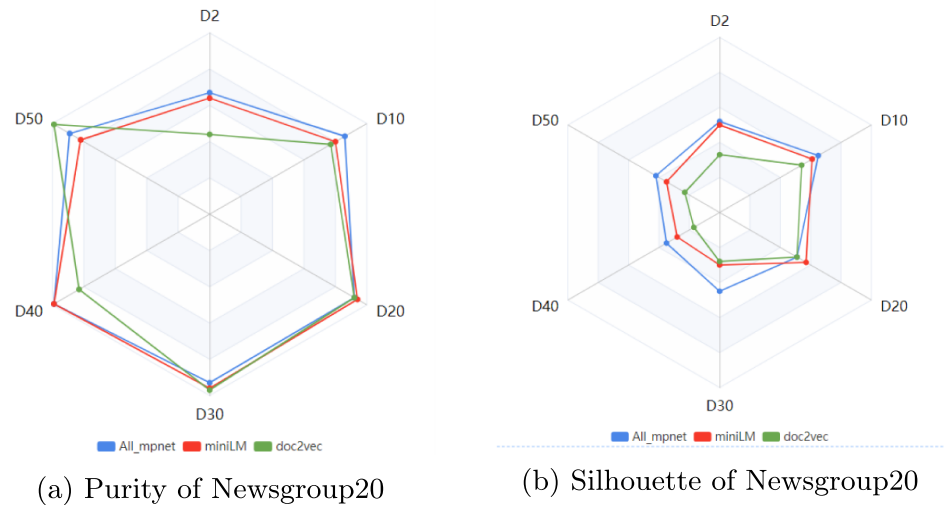 D2
D50
D10
D40
D20
D30
All_mpnet miniLM doc2vec
(a) Purity of Newsgroup20
D2
D50
D10
D40
D20
D30
All_mpnet miniLM doc2vec
(b) Silhouette of Newsgroup20